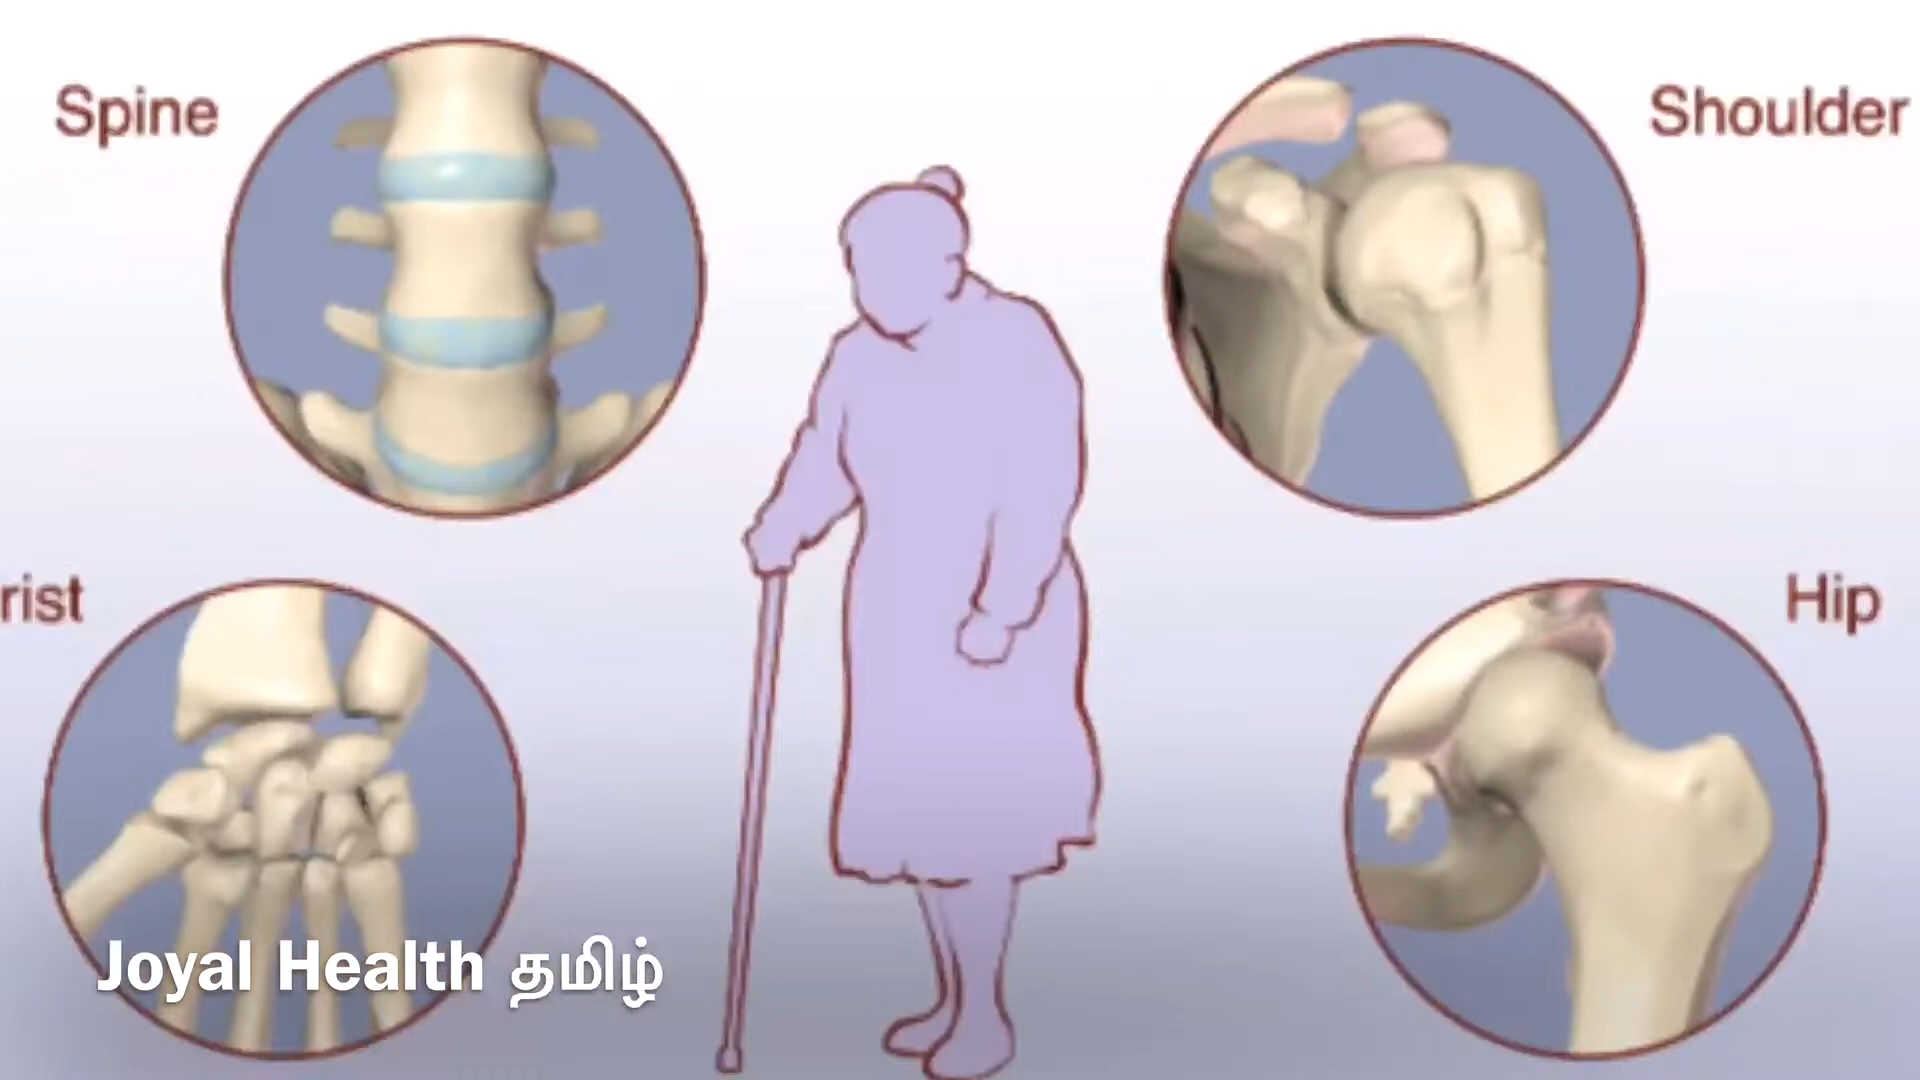 Spine
Shoulder
rist
Hip
Joyal Health தமிழ்